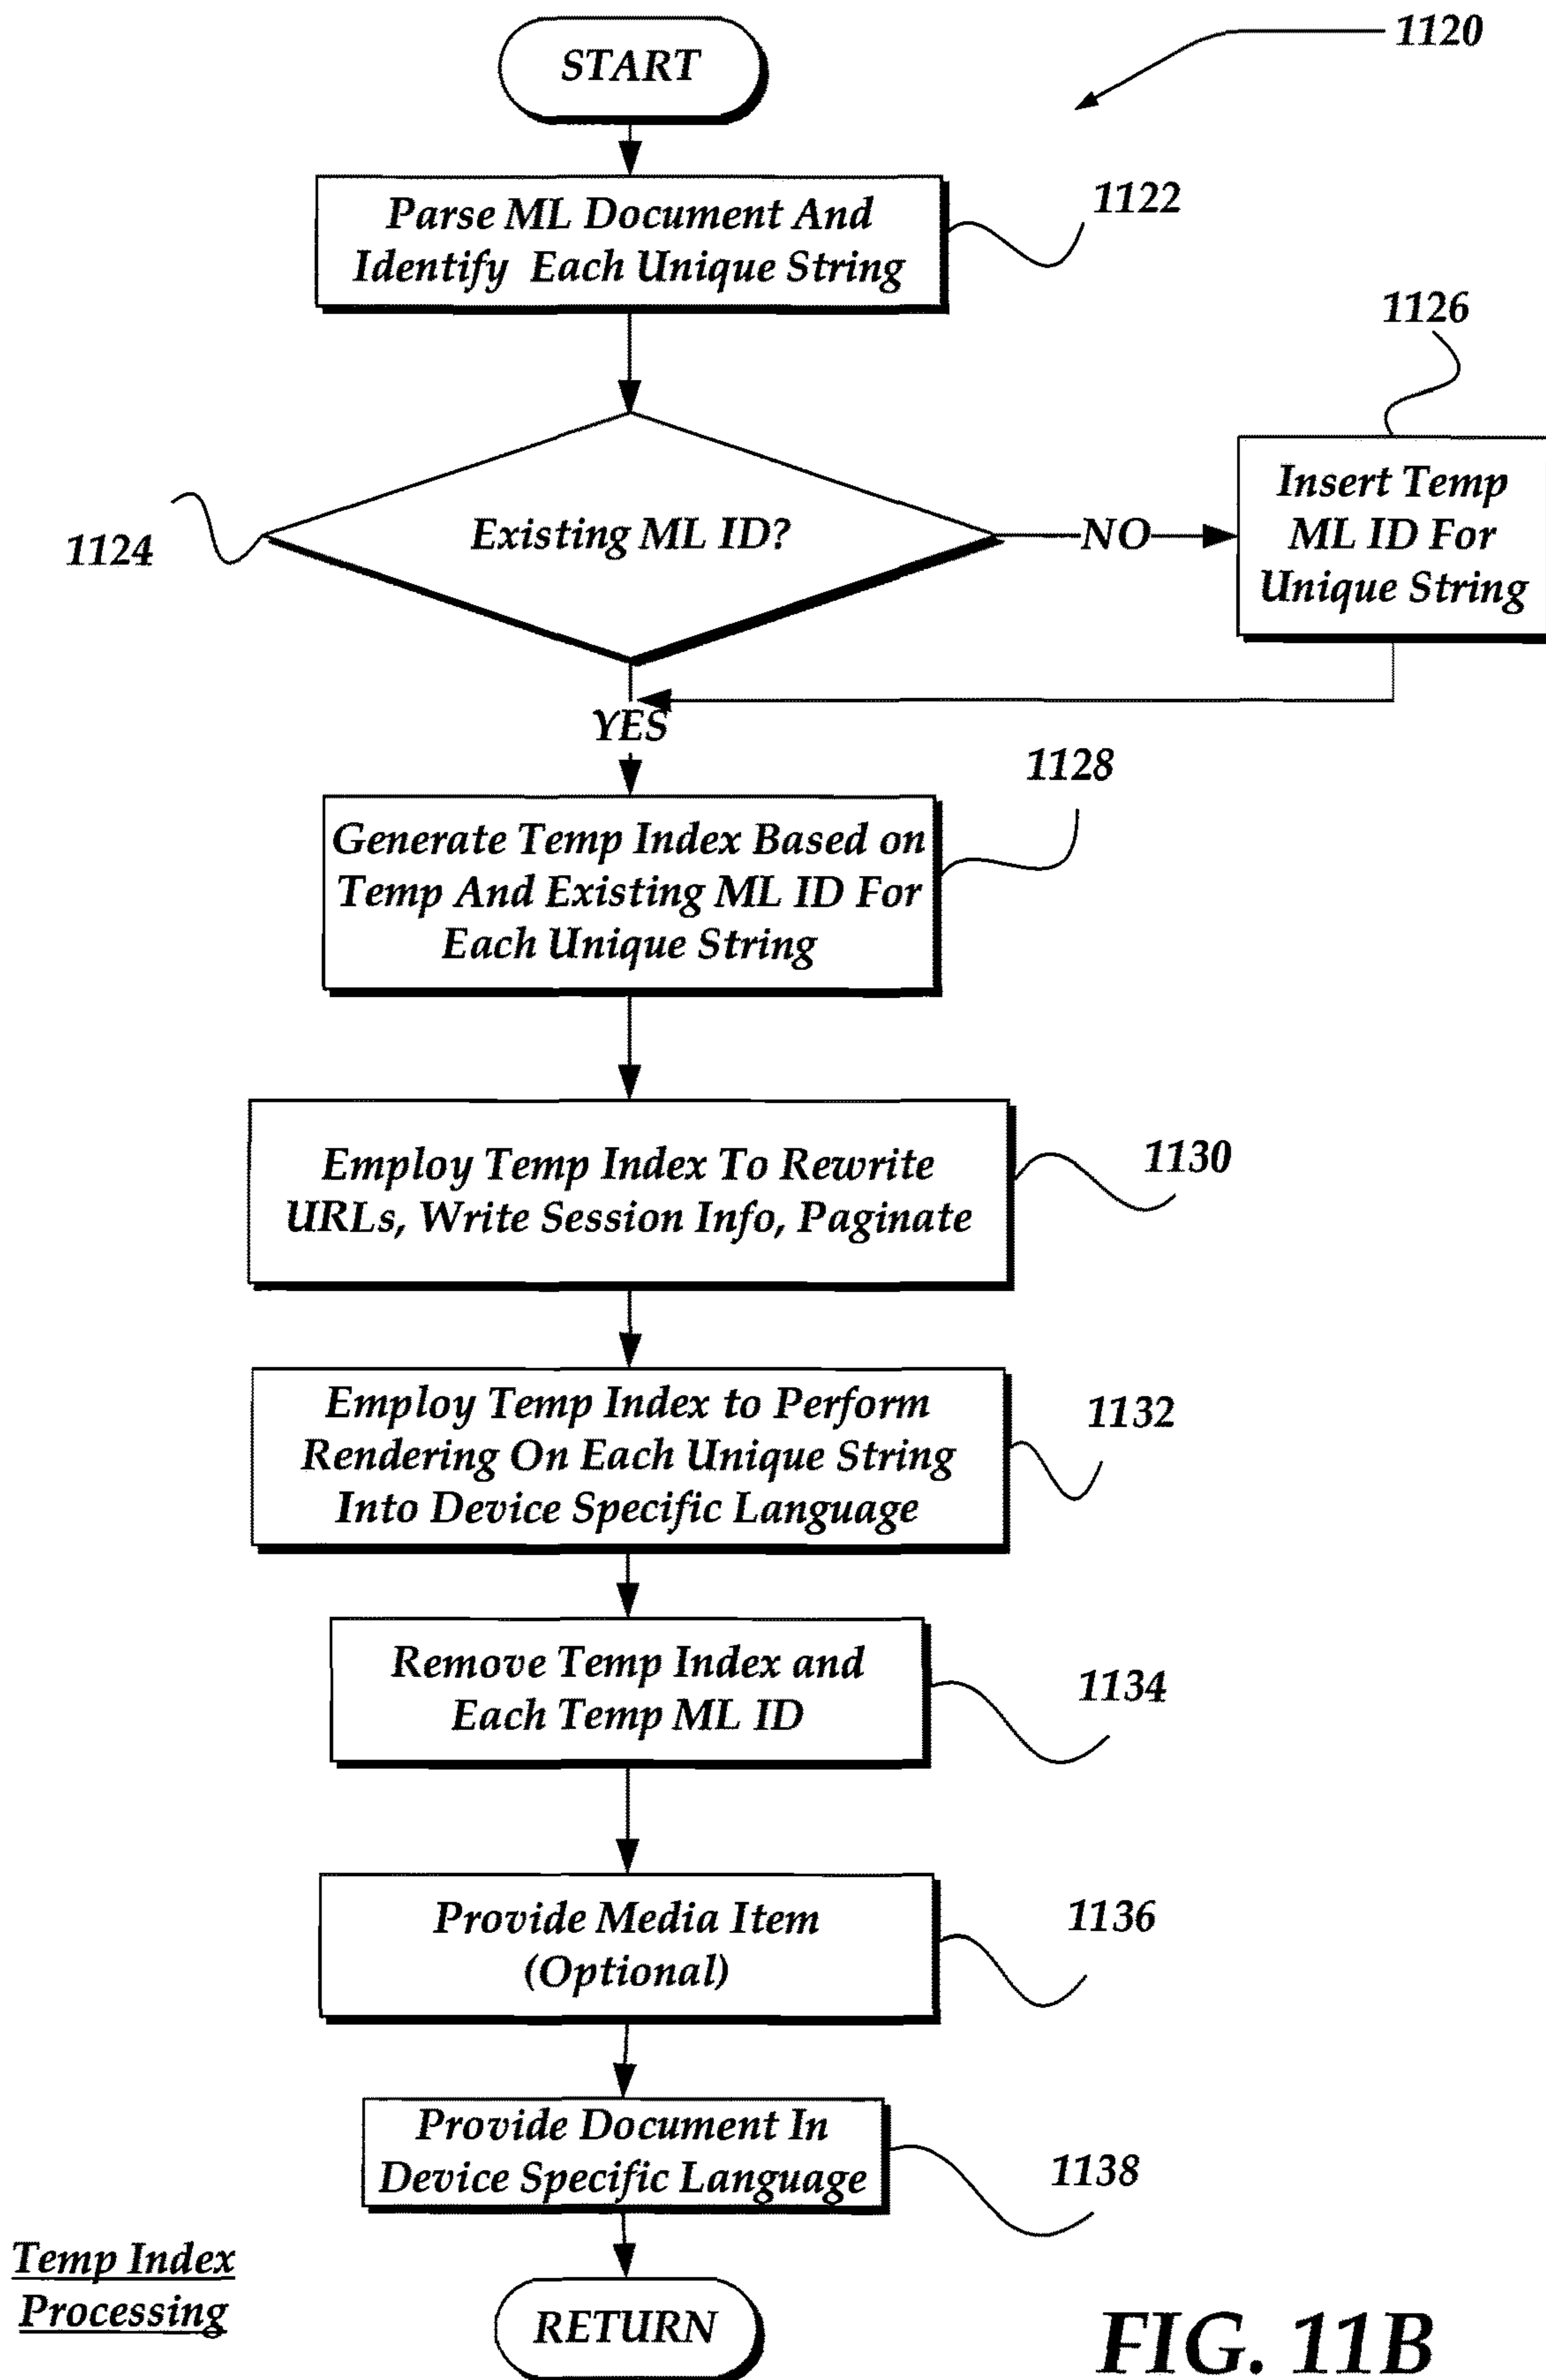 1120
START
1122
Parse ML Document And
Identify Each Unique String
1126
Insert Temp
ML ID For
Unique String
1124
Existing ML ID?
NO
YES
1128
Generate Temp Index Based on
Temp And Existing ML ID For
Each Unique String
1130
Employ Temp Index To Rewrite
URLs, Write Session Info, Paginate
1132
Employ Temp Index to Perform
Rendering On Each Unique String
Into Device Specific Language
1134
Remove Temp Index and
Each Temp ML ID
1136
Provide Media Item
(Optional)
1138
Provide Document In
Device Specific Language
Temp Index
Processing
RETURN
FIG. 11B